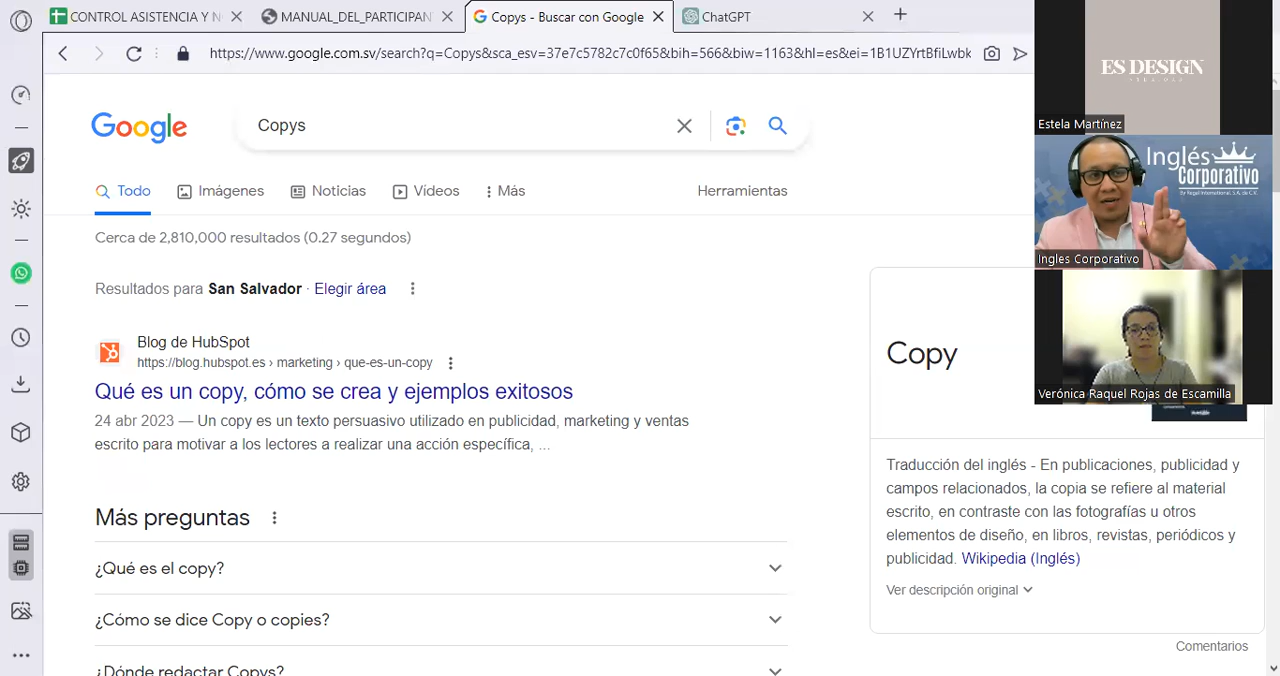 CONTROL ASISTENCIA Y N
MANUAL_DEL_PARTICIPAN
Copys - Buscar con Google
ChatGPT
https://www.google.com.sv/search?q=Copys&sca_esv=37e7c5782c7c0f65&bih=566&biw=1163&hl=es&ei=1B1UZYrtBfiLwbk
Google
Copys
Todo
Imágenes
Noticias
Videos
Más
Herramientas
Cerca de 2,810,000 resultados (0.27 segundos)
Resultados para San Salvador · Elegir área
Blog de HubSpot
https://blog.hubspot.es › marketing › que-es-un-copy
Qué es un copy, cómo se crea y ejemplos exitosos
24 abr 2023 — Un copy es un texto persuasivo utilizado en publicidad, marketing y ventas
escrito para motivar a los lectores a realizar una acción específica, ...
Más preguntas
¿Qué es el copy?
¿Cómo se dice Copy o copies?
¿Dónde redactar Copys?
Copy
Traducción del inglés - En publicaciones, publicidad y
campos relacionados, la copia se refiere al material
escrito, en contraste con las fotografías u otros
elementos de diseño, en libros, revistas, periódicos y
publicidad. Wikipedia (Inglés)
Ver descripción original
Comentarios
ES DESIGN
Estela Martínez
Inglés
Corporativo
By Regal International, S.A. de C.V.
Ingles Corporativo
Verónica Raquel Rojas de Escamilla